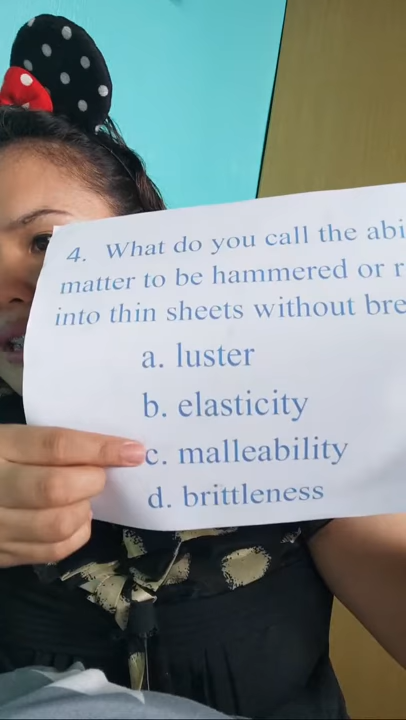 4. What do you call the abi
matter to be hammered or r
into thin sheets without bre
a. luster
b. elasticity
c. malleability
d. brittleness